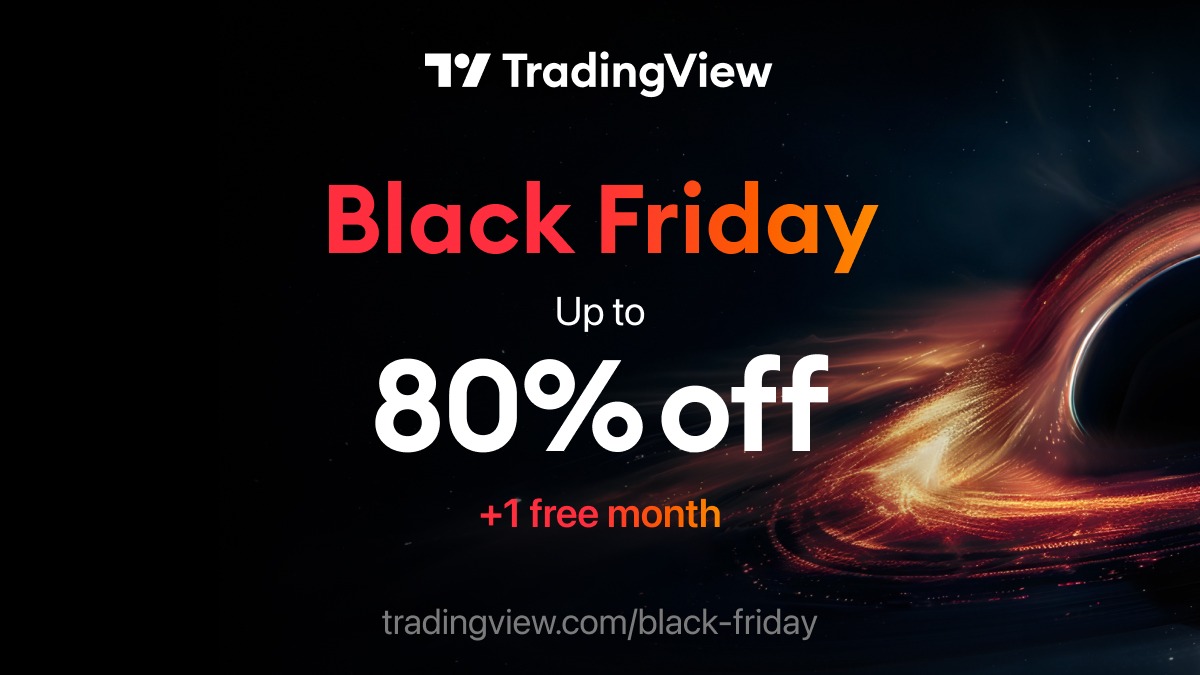 TradingView
Black Friday
Up to
80% off
+1 free month
tradingview.com/black-friday